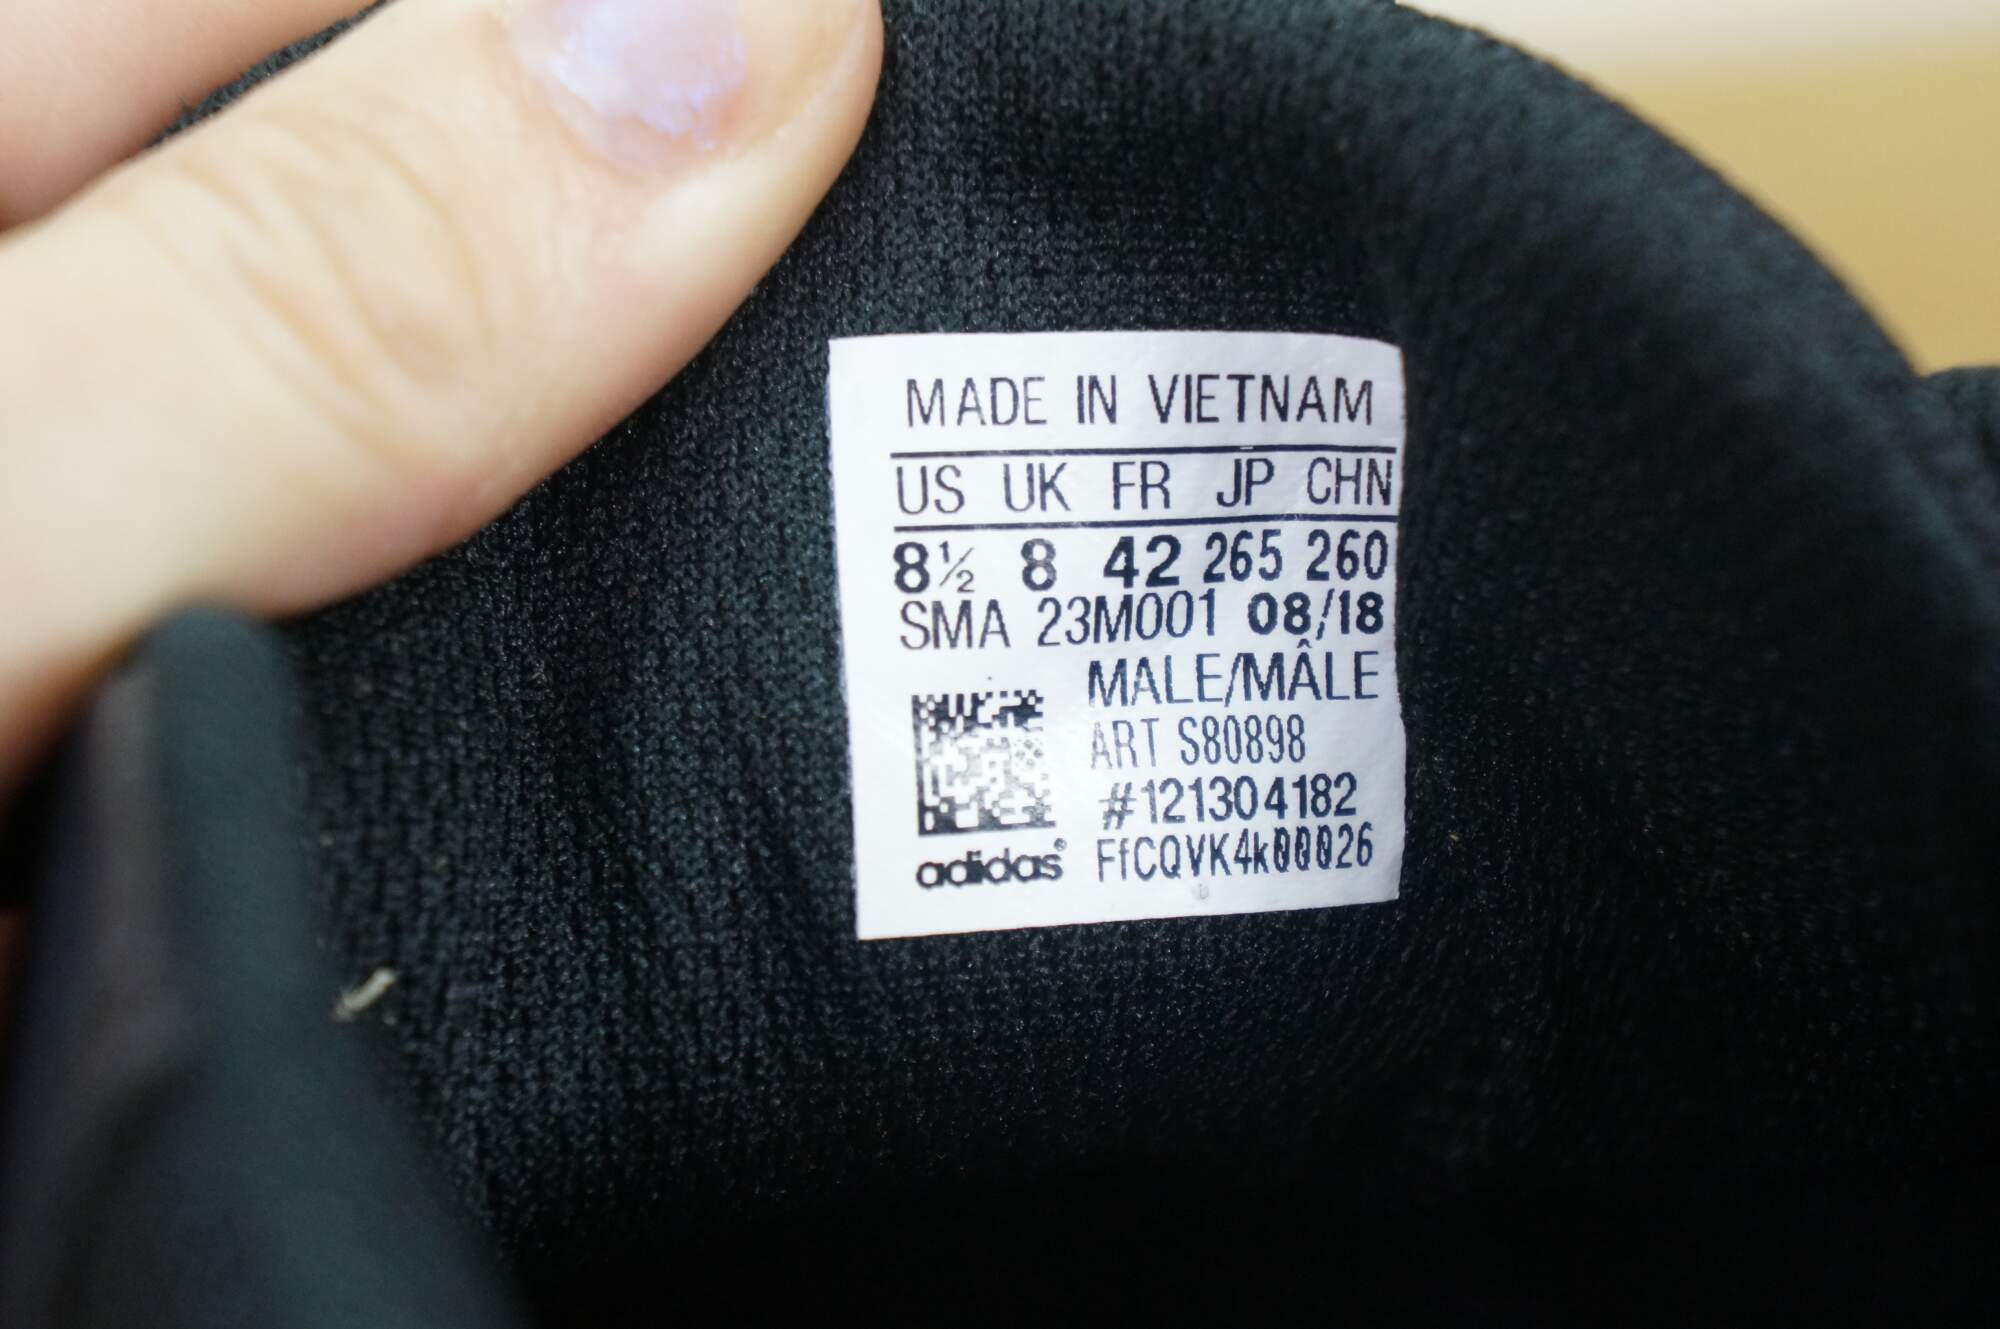 MADE IN VIETNAM
US UK FR JP CHN
8½ 8 42 265 260
SMA 23M001 08/18
MALE/MÂLE
ART S80898
#121304182
adidas® FfCQVK4k00026